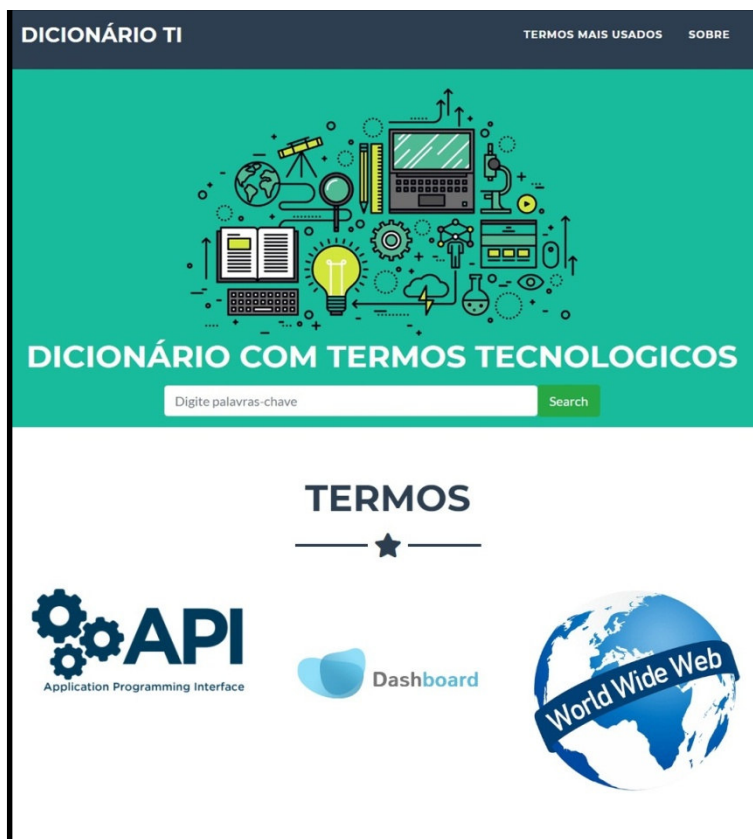 DICIONÁRIO TI
TERMOS MAIS USADOS
SOBRE
DICIONÁRIO COM TERMOS TECNOLOGICOS
Digite palavras-chave
Search
TERMOS
API
Application Programming Interface
Dashboard
World Wide Web